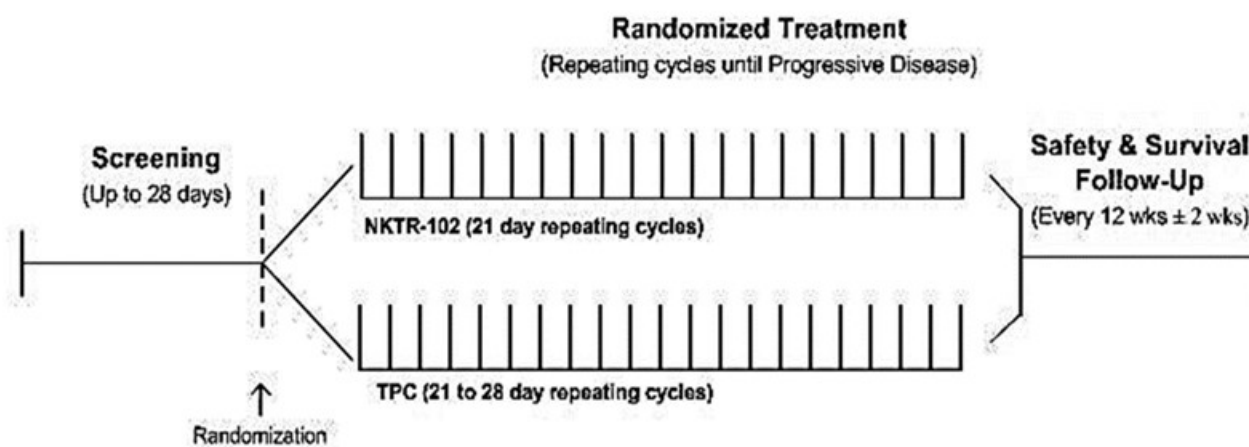 Randomized Treatment
(Repeating cycles until Progressive Disease)
Screening
(Up to 28 days)
Safety & Survival
Follow-Up
(Every 12 wks ± 2 wks)
NKTR-102 (21 day repeating cycles)
TPC (21 to 28 day repeating cycles)
Randomization